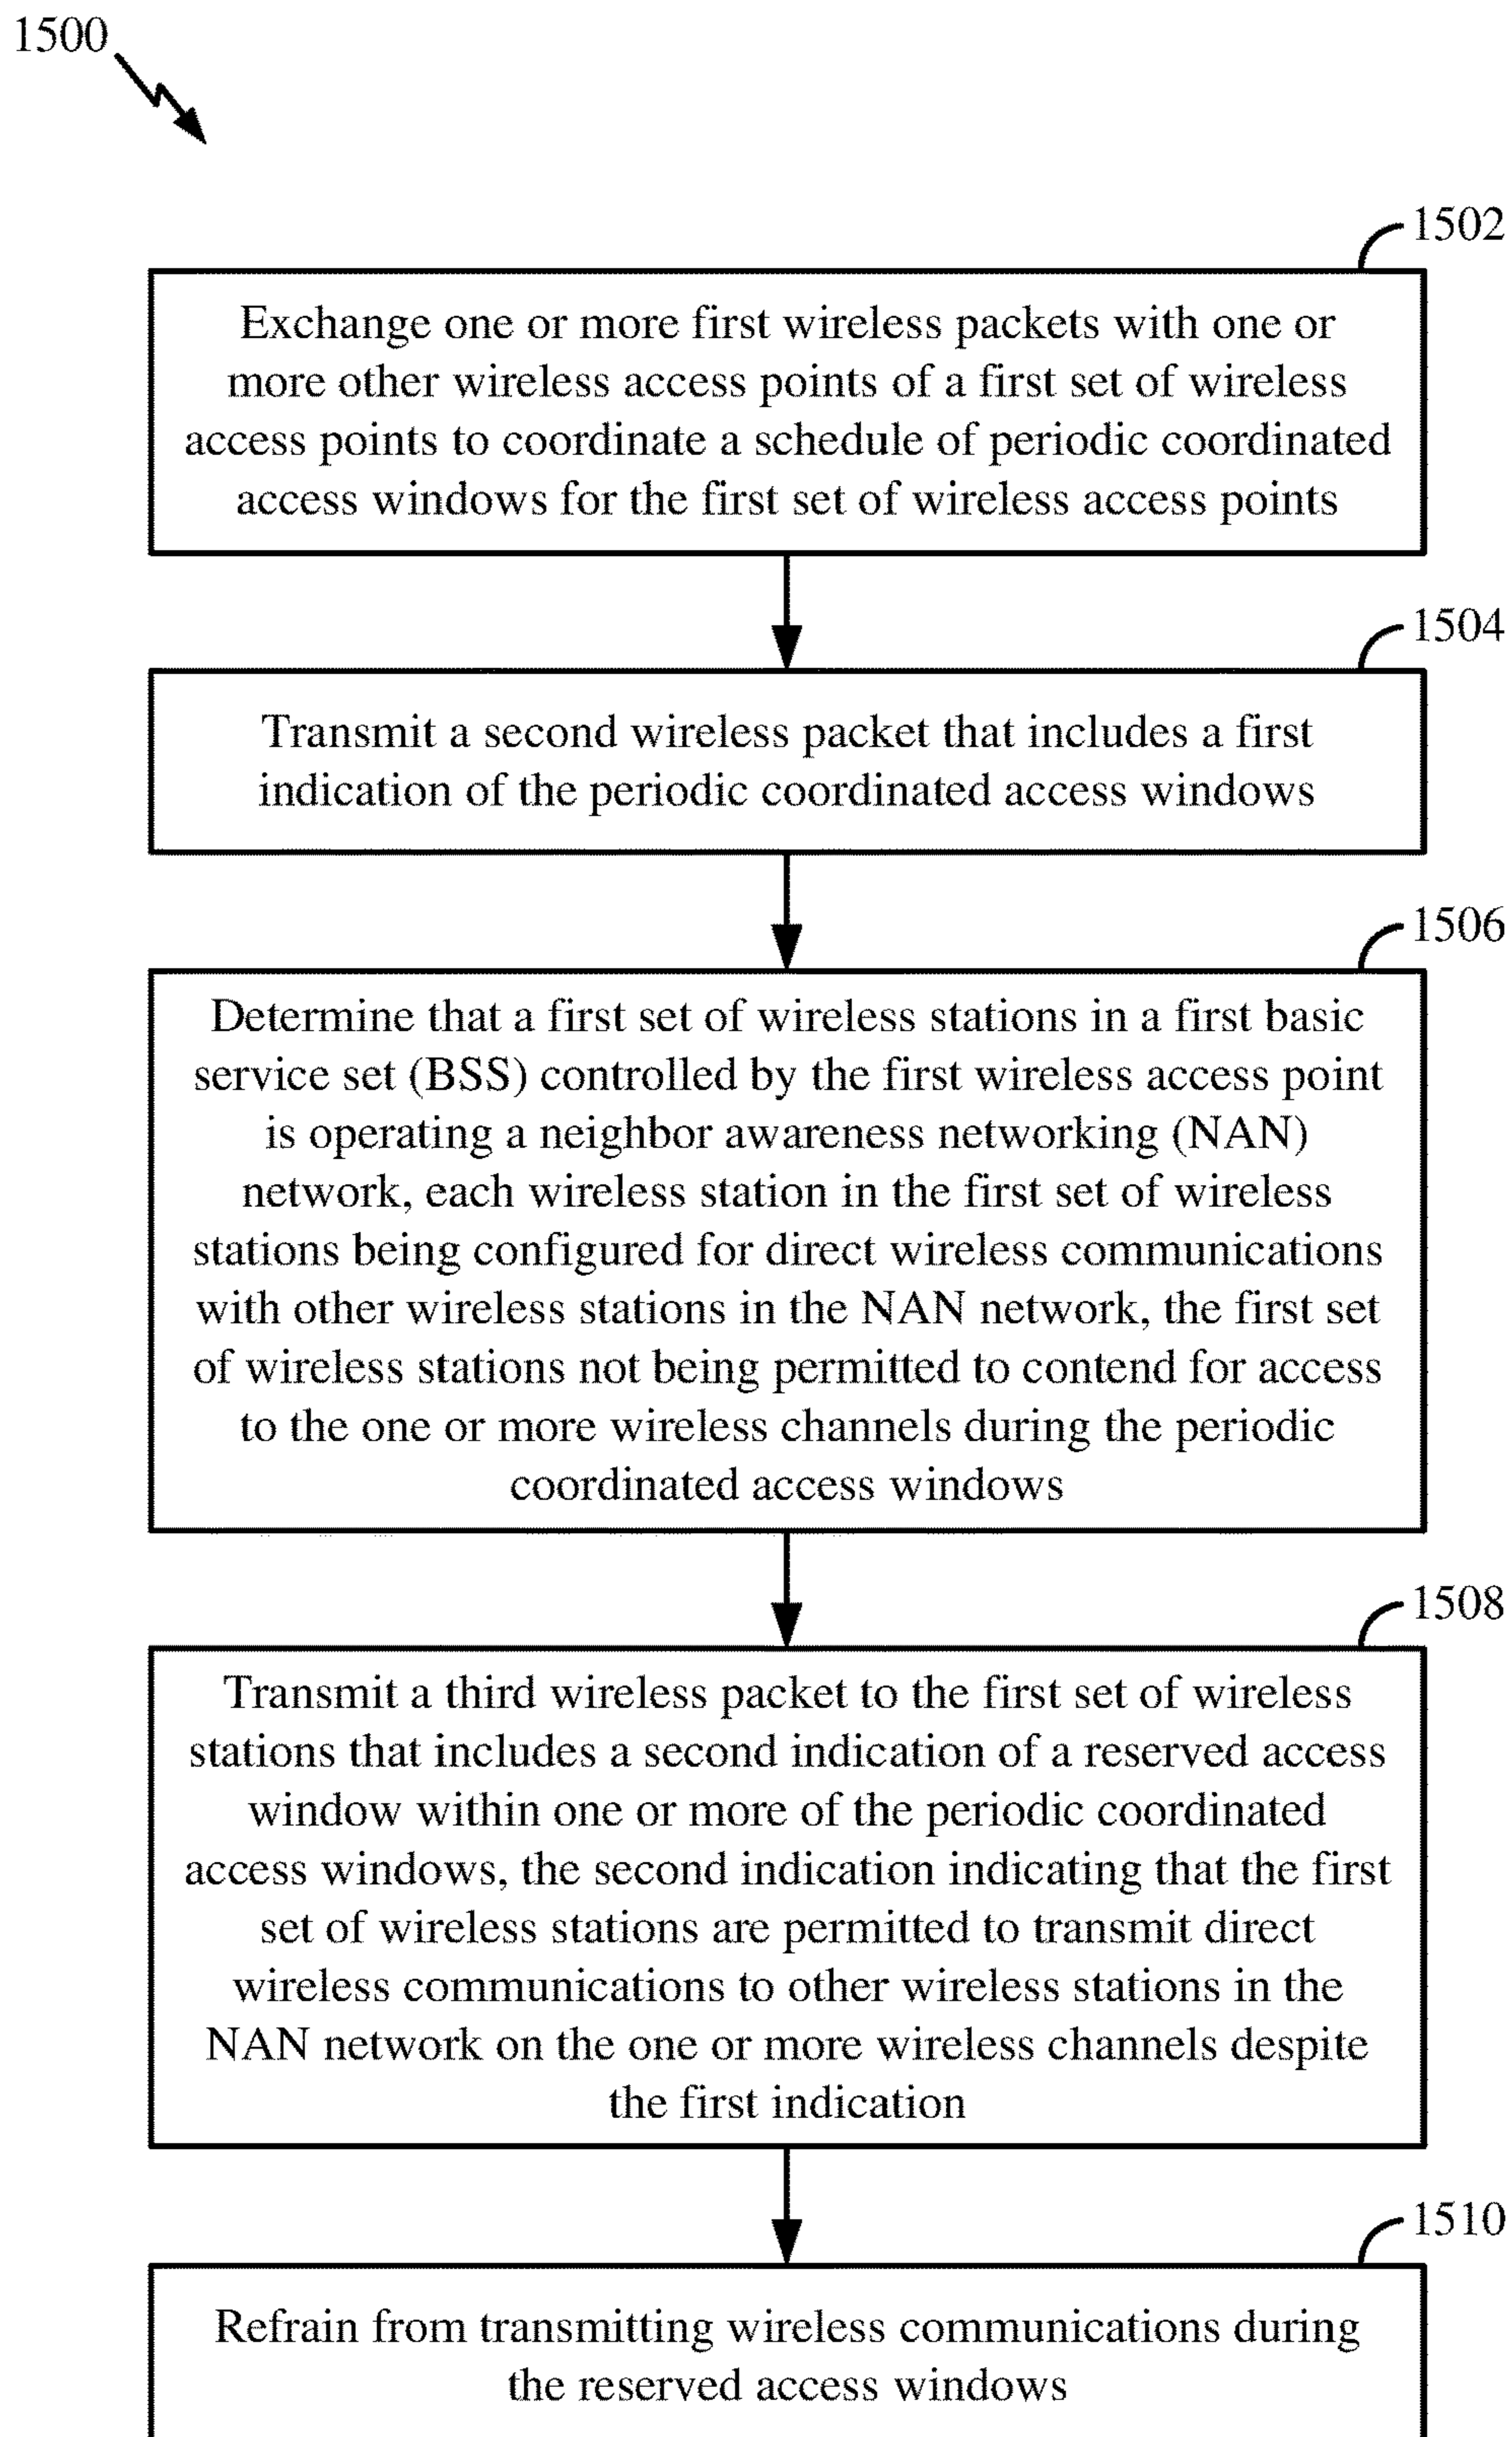 1500
1502
Exchange one or more first wireless packets with one or
more other wireless access points of a first set of wireless
access points to coordinate a schedule of periodic coordinated
access windows for the first set of wireless access points
1504
Transmit a second wireless packet that includes a first
indication of the periodic coordinated access windows
1506
Determine that a first set of wireless stations in a first basic
service set (BSS) controlled by the first wireless access point
is operating a neighbor awareness networking (NAN)
network, each wireless station in the first set of wireless
stations being configured for direct wireless communications
with other wireless stations in the NAN network, the first set
of wireless stations not being permitted to contend for access
to the one or more wireless channels during the periodic
coordinated access windows
1508
Transmit a third wireless packet to the first set of wireless
stations that includes a second indication of a reserved access
window within one or more of the periodic coordinated
access windows, the second indication indicating that the first
set of wireless stations are permitted to transmit direct
wireless communications to other wireless stations in the
NAN network on the one or more wireless channels despite
the first indication
1510
Refrain from transmitting wireless communications during
the reserved access windows